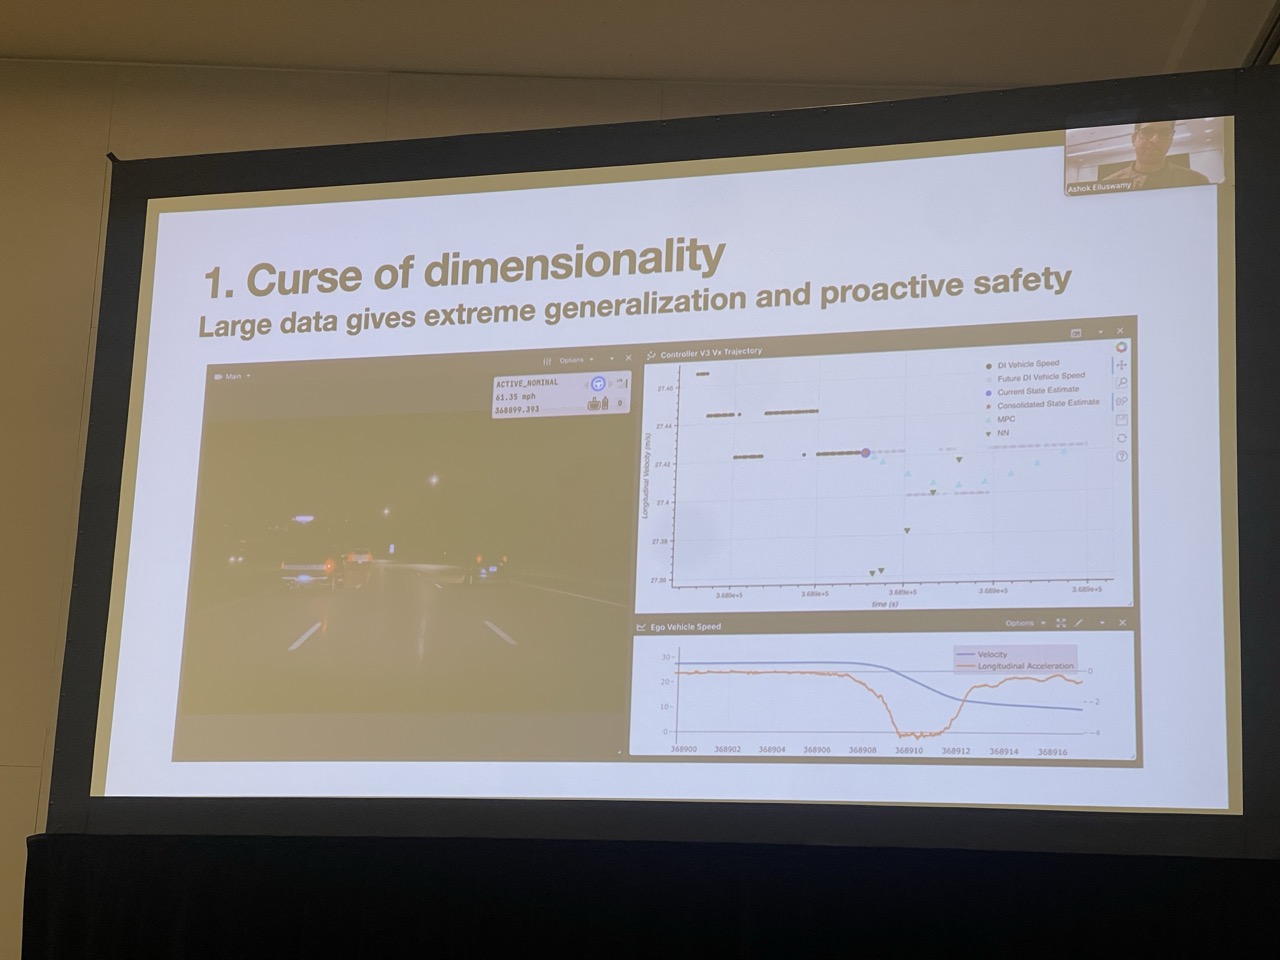 Ashok Elluswamy
1. Curse of dimensionality
Large data gives extreme generalization and proactive safety
Main
Options
ACTIVE_NOMINAL
61.35 mph
368899.393
0
Controller V3 Vx Trajectory
DI Vehicle Speed
Future DI Vehicle Speed
Current State Estimate
Consolidated State Estimate
MPC
NN
Longitudinal Velocity (m/s)
27.46
27.44
27.42
27.4
27.38
27.36
3.689e+5 3.689e+5 3.689e+5 3.689e+5 3.689e+5
time (s)
Ego Vehicle Speed
Options
Velocity
Longitudinal Acceleration
30
20
10
0
0
-2
-4
368900 368902 368904 368906 368908 368910 368912 368914 368916